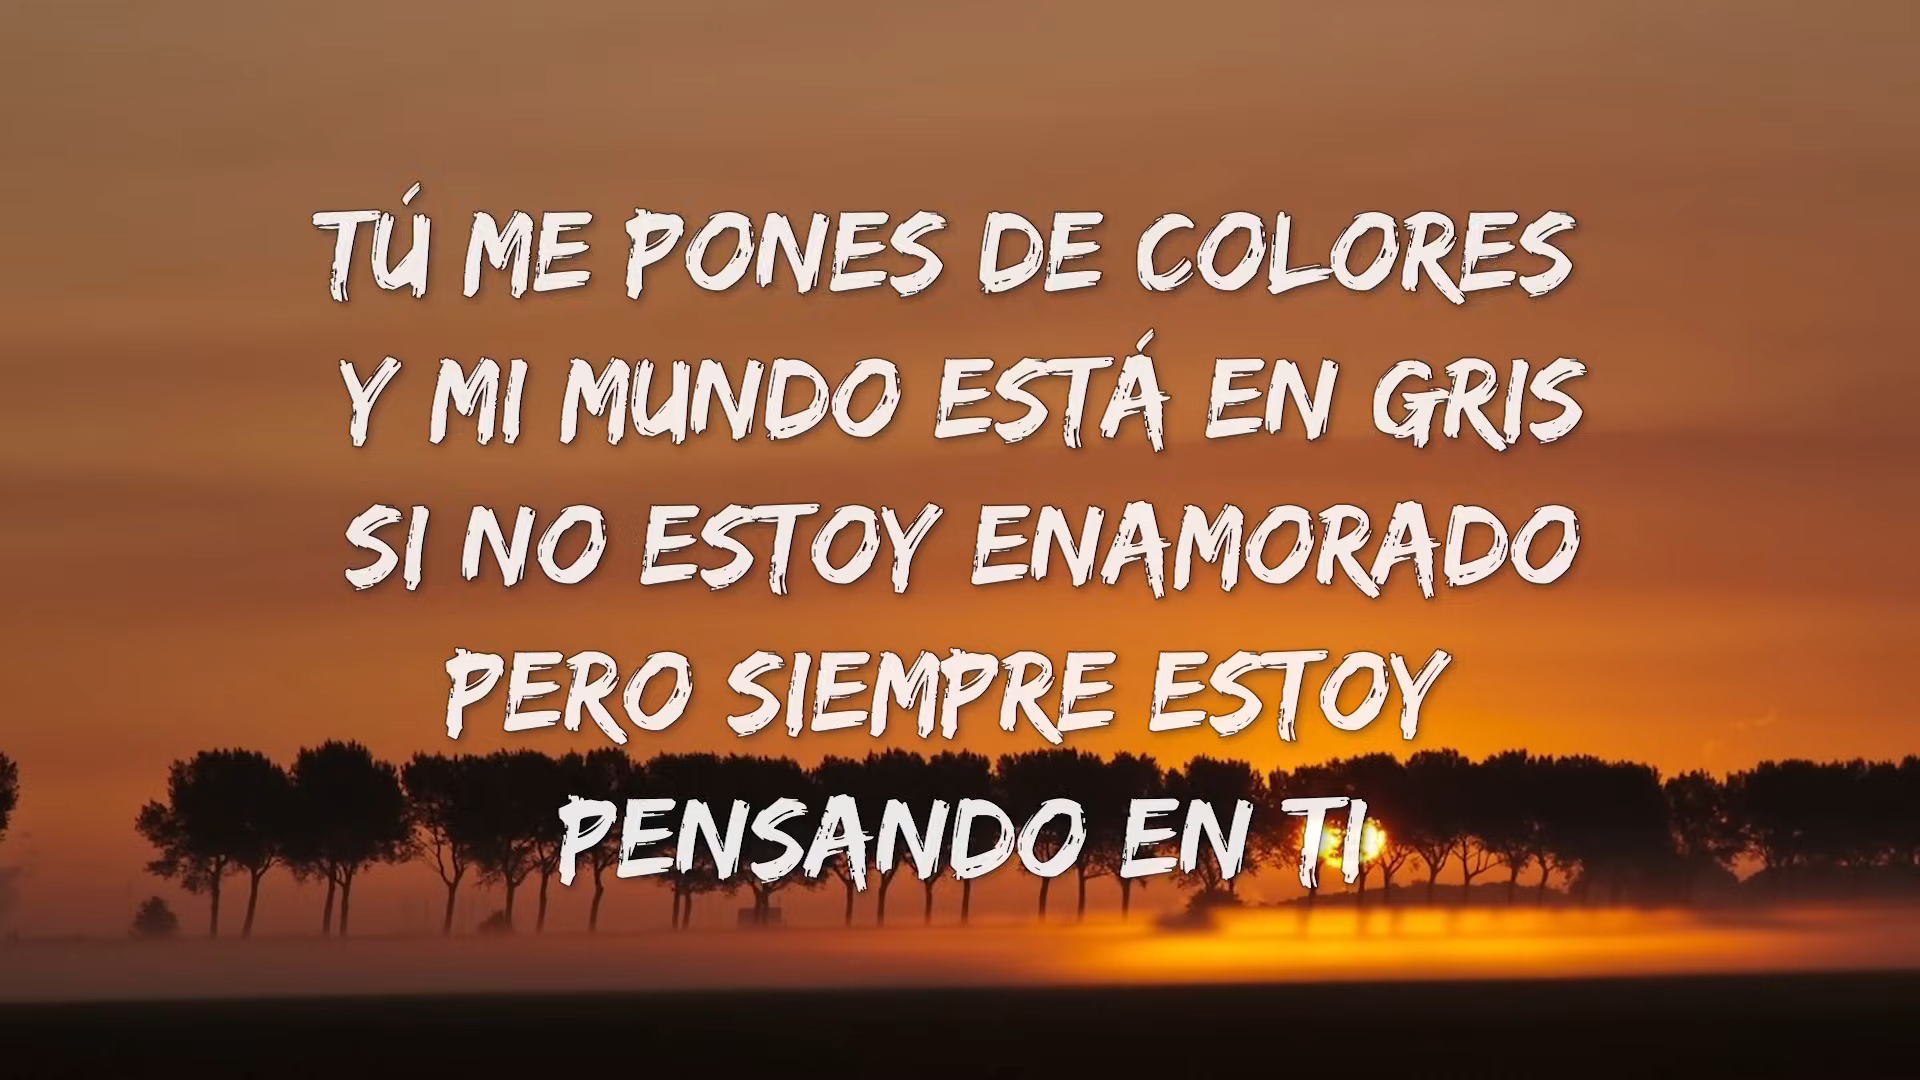 TÚ ME PONES DE COLORES
Y MI MUNDO ESTÁ EN GRIS
SI NO ESTOY ENAMORADO
PERO SIEMPRE ESTOY
PENSANDO EN TI